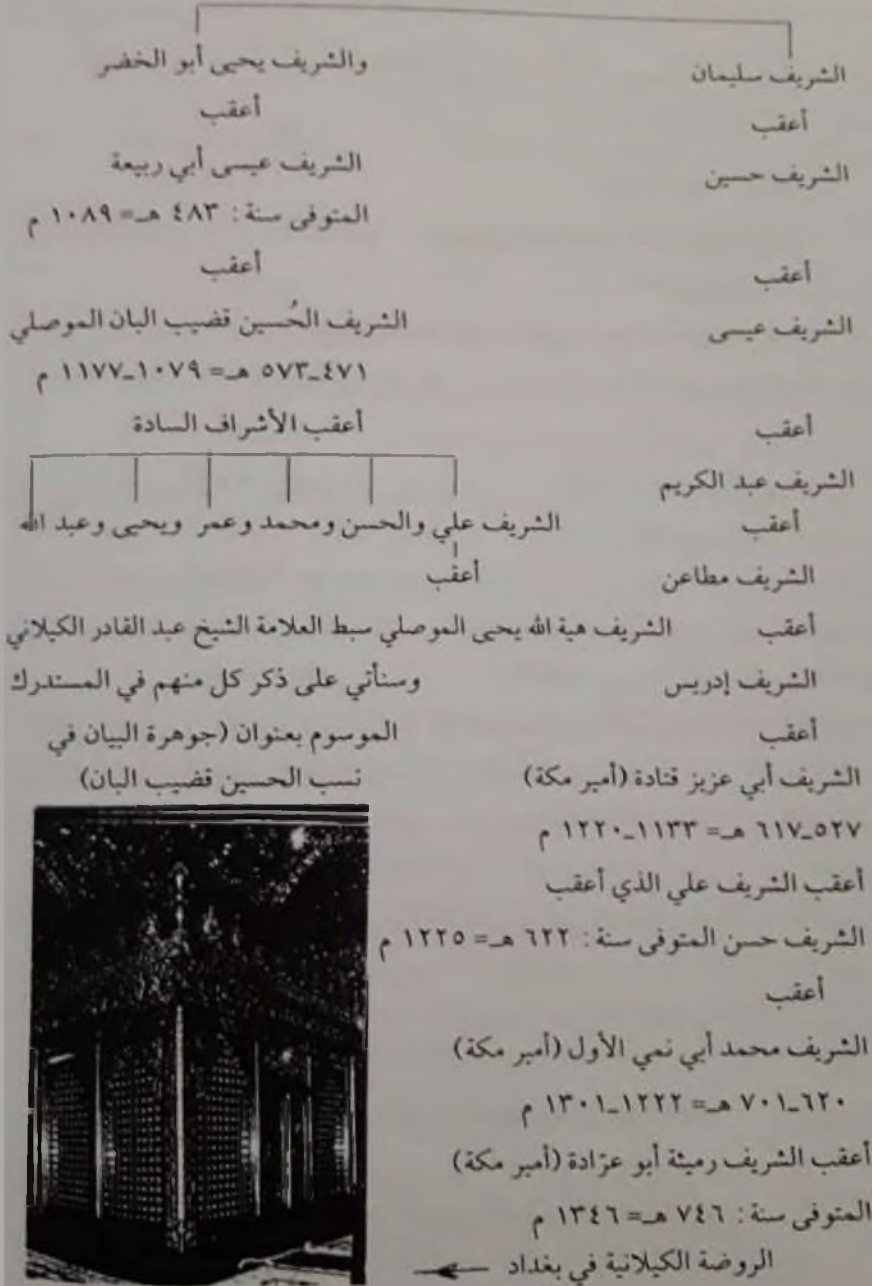 الشريف سليمان
أعقب
الشريف حسين
أعقب
الشريف عيسى
أعقب
الشريف عبد الكريم
أعقب
الشريف مطاعن
أعقب
الشريف إدريس
أعقب
الشريف أبي عزيز قتادة (أمير مكة)
٥٢٧_٦١٧ هـ= ١١٣٣_١٢٢٠ م
أعقب الشريف علي الذي أعقب
الشريف حسن المتوفى سنة: ٦٢٢ هـ= ١٢٢٥ م
أعقب
الشريف محمد أبي نمي الأول (أمير مكة)
٦٢٠_٧٠١ هـ= ١٢٢٢_١٣٠١ م
أعقب الشريف رميثة أبو عرّادة (أمير مكة)
المتوفى سنة: ٧٤٦ هـ= ١٣٤٦ م
والشريف يحيى أبو الخضر
أعقب
الشريف عيسى أبي ربيعة
المتوفى سنة: ٤٨٣ هـ= ١٠٨٩ م
أعقب
الشريف الحُسين قضيب البان الموصلي
٤٧١_٥٧٣ هـ= ١٠٧٩_١١٧٧ م
أعقب الأشراف السادة
الشريف علي والحسن ومحمد وعمر ويحيى وعبد الله
أعقب
الشريف هبة الله يحيى الموصلي سبط العلامة الشيخ عبد القادر الكيلاني
وسنأتي على ذكر كل منهم في المستدرك
الموسوم بعنوان (جوهرة البيان في
نسب الحسين قضيب البان)
الروضة الكيلانية في بغداد